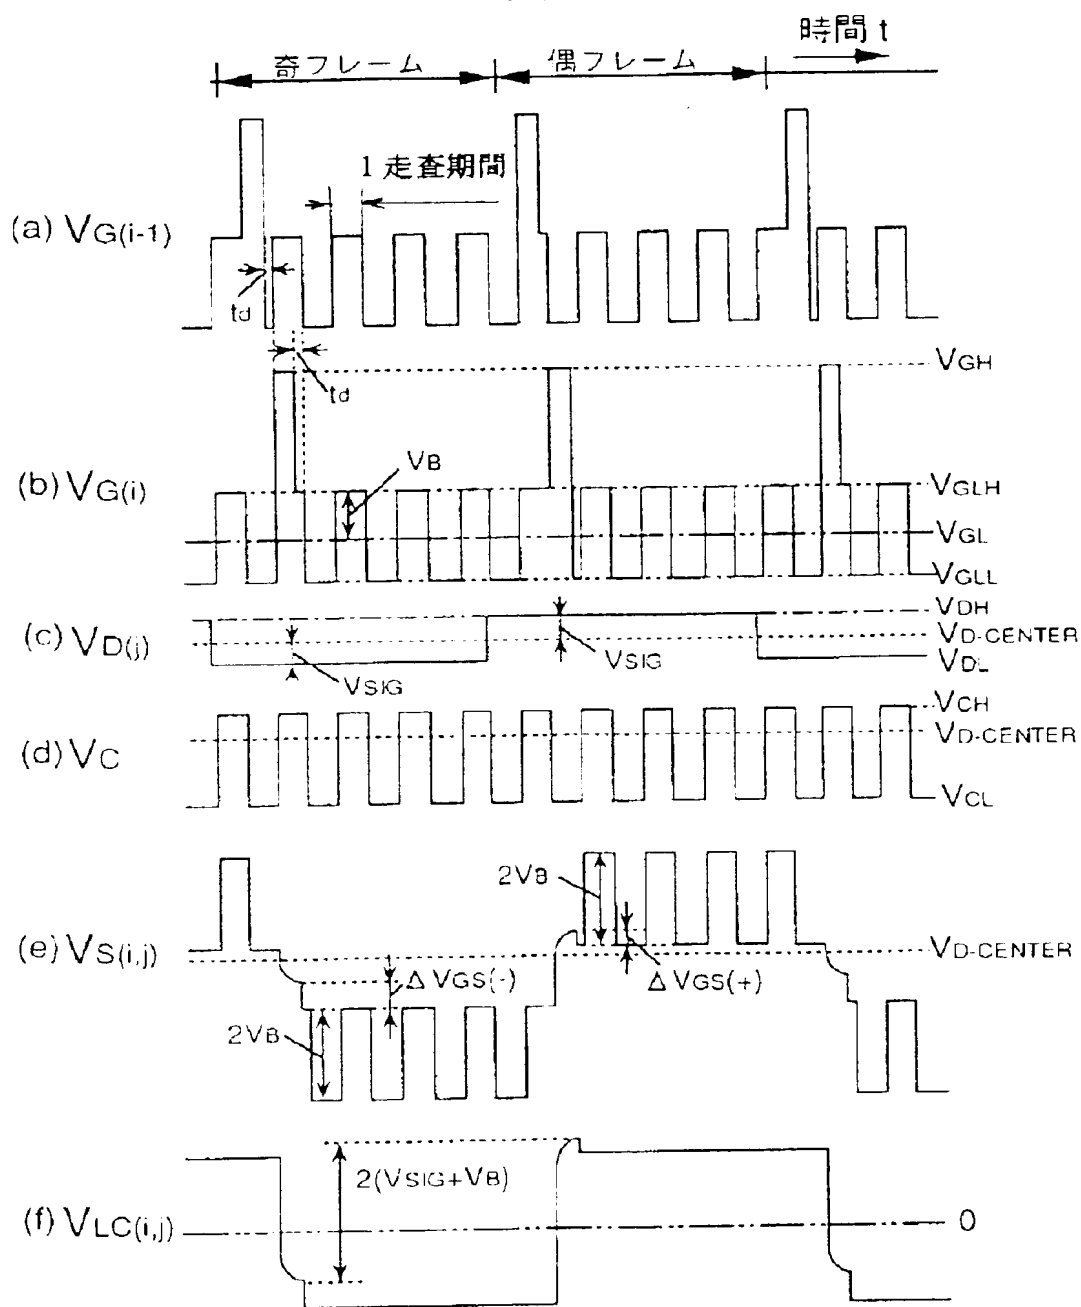 時間 t
奇フレーム
偶フレーム
1 走査期間
(a) VG(i-1)
td
td
VGH
VB
(b) VG(i)
VGLH
VGL
VGLL
VDH
(c) VD(j)
VD-CENTER
VSIG
VSIG
VDL
VCH
VD-CENTER
(d) VC
VCL
2VB
(e) VS(i,j)
VD-CENTER
Δ VGS(-)
Δ VGS(+)
2VB
2(VSIG+VB)
(f) VLC(i,j)
0